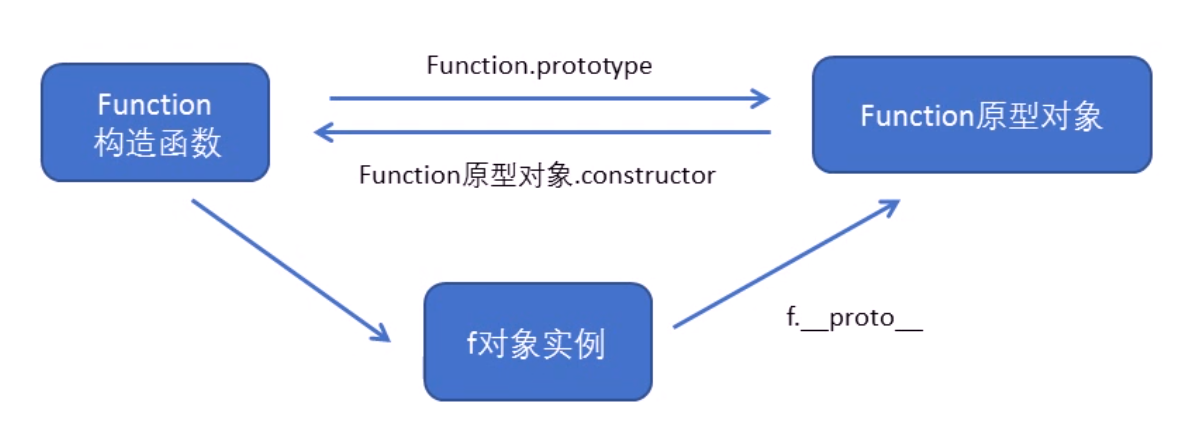 Function.prototype
Function
构造函数
Function原型对象
Function原型对象.constructor
f对象实例
f.__proto__